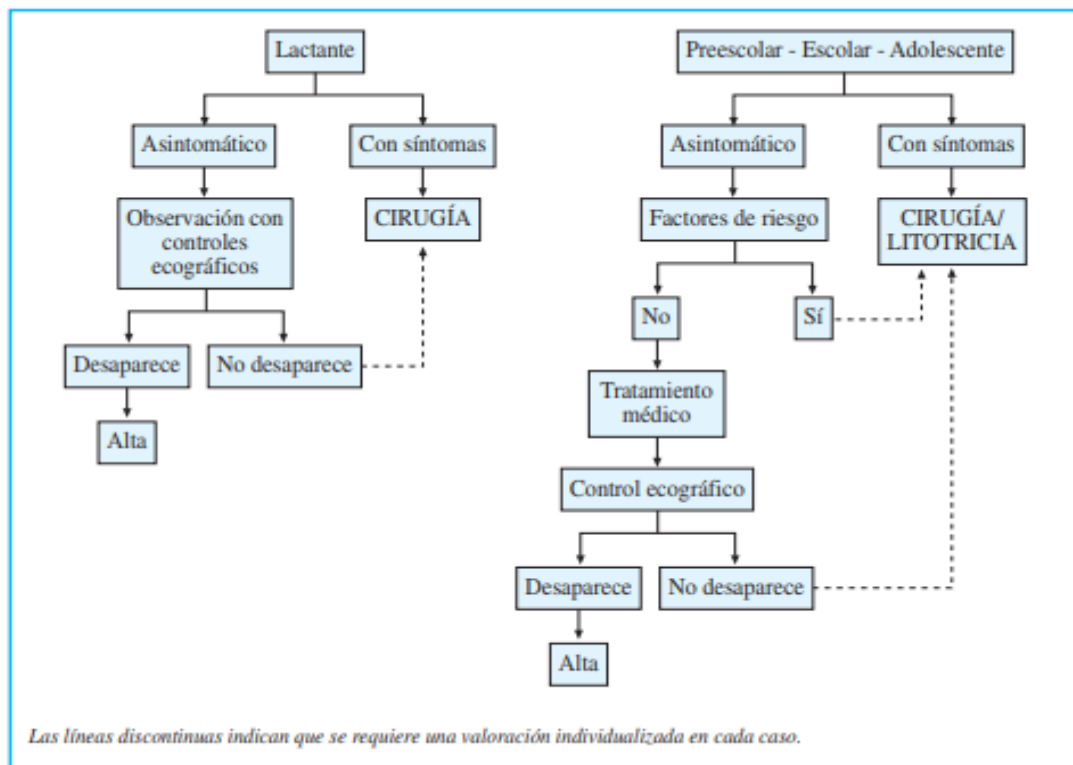 Lactante
Asintomático
Con síntomas
Observación con
controles
ecográficos
CIRUGÍA
Desaparece
No desaparece
Alta
Preescolar - Escolar - Adolescente
Asintomático
Con síntomas
Factores de riesgo
CIRUGÍA/
LITOTRICIA
No
Sí
Tratamiento
médico
Control ecográfico
Desaparece
No desaparece
Alta
Las líneas discontinuas indican que se requiere una valoración individualizada en cada caso.